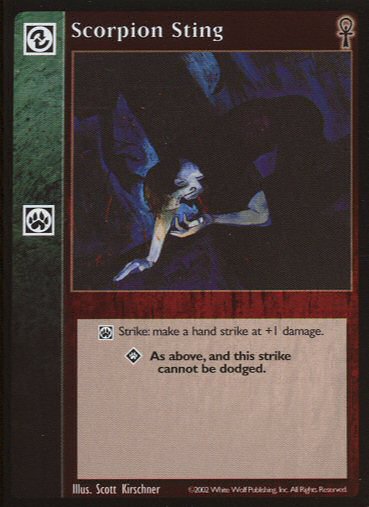 Scorpion Sting
Strike: make a hand strike at +1 damage.
As above, and this strike
cannot be dodged.
Illus. Scott Kirschner
©2002 White Wolf Publishing, Inc. All Rights Reserved.